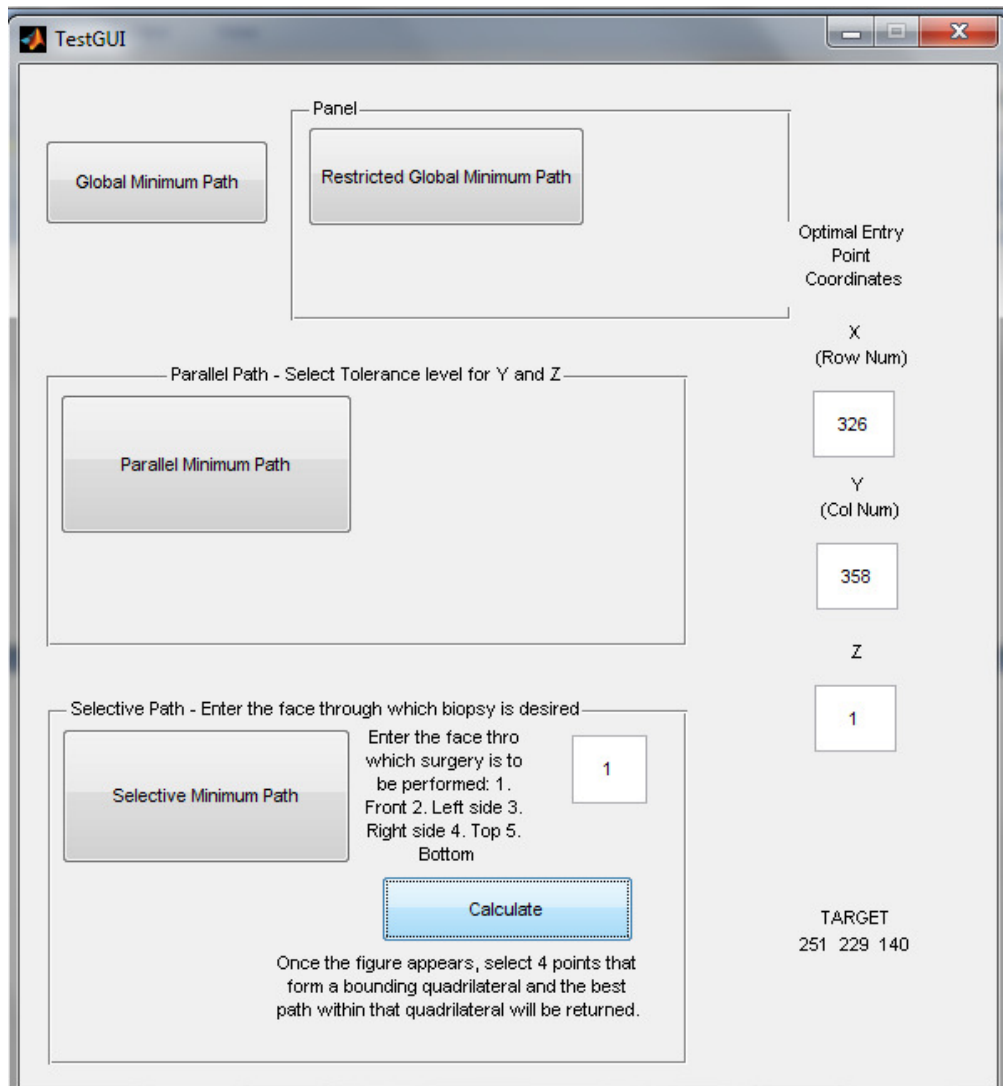 TestGUI
Panel
Global Minimum Path
Restricted Global Minimum Path
Optimal Entry
Point
Coordinates
X
(Row Num)
326
Y
(Col Num)
358
Z
1
Parallel Path - Select Tolerance level for Y and Z
Parallel Minimum Path
Selective Path - Enter the face through which biopsy is desired
Selective Minimum Path
Enter the face thro
which surgery is to
be performed: 1.
Front 2. Left side 3.
Right side 4. Top 5.
Bottom
1
Calculate
Once the figure appears, select 4 points that
form a bounding quadrilateral and the best
path within that quadrilateral will be returned.
TARGET
251 229 140